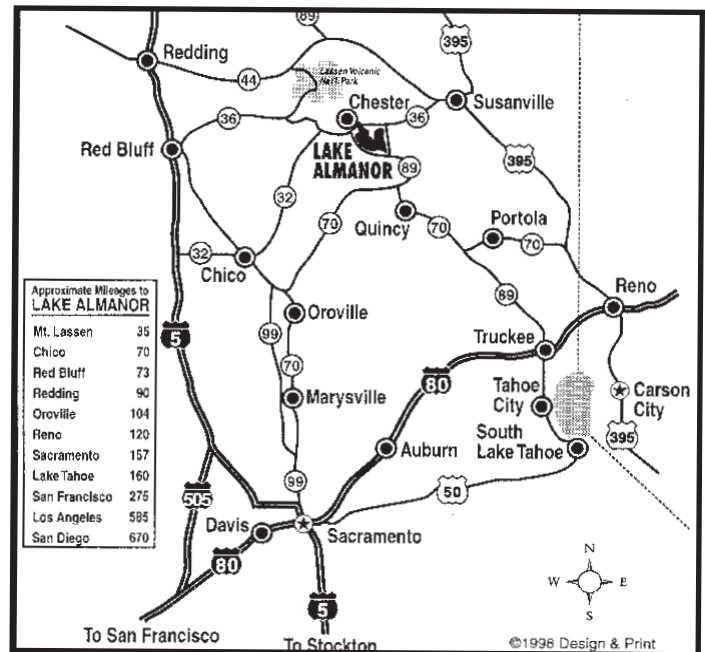 89
395
Redding
44
Lassen Volcanic
Nat'l. Park
Chester
Susanville
36
36
Red Bluff
LAKE
ALMANOR
89
395
32
Portola
70
Quincy
70
70
32
Chico
Reno
89
Approximate Mileages to
LAKE ALMANOR
Mt. Lassen 35
Chico 70
Red Bluff 73
Redding 90
Oroville 104
Reno 120
Sacramento 157
Lake Tahoe 160
San Francisco 275
Los Angeles 585
San Diego 670
Oroville
99
5
Truckee
70
80
Tahoe
City
Carson
City
Marysville
395
South
Lake Tahoe
Auburn
99
50
505
Davis
Sacramento
80
N
W E
S
5
To San Francisco
To Stockton
©1998 Design & Print